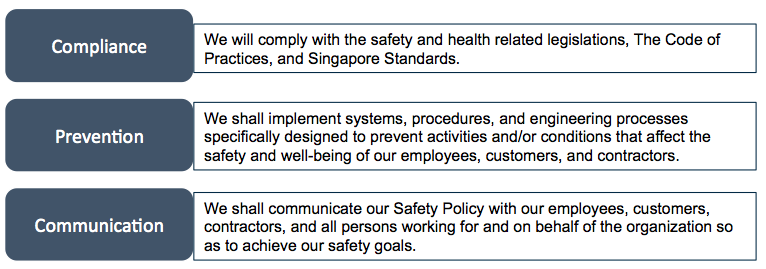 Compliance
We will comply with the safety and health related legislations, The Code of
Practices, and Singapore Standards.
Prevention
We shall implement systems, procedures, and engineering processes
specifically designed to prevent activities and/or conditions that affect the
safety and well-being of our employees, customers, and contractors.
Communication
We shall communicate our Safety Policy with our employees, customers,
contractors, and all persons working for and on behalf of the organization so
as to achieve our safety goals.